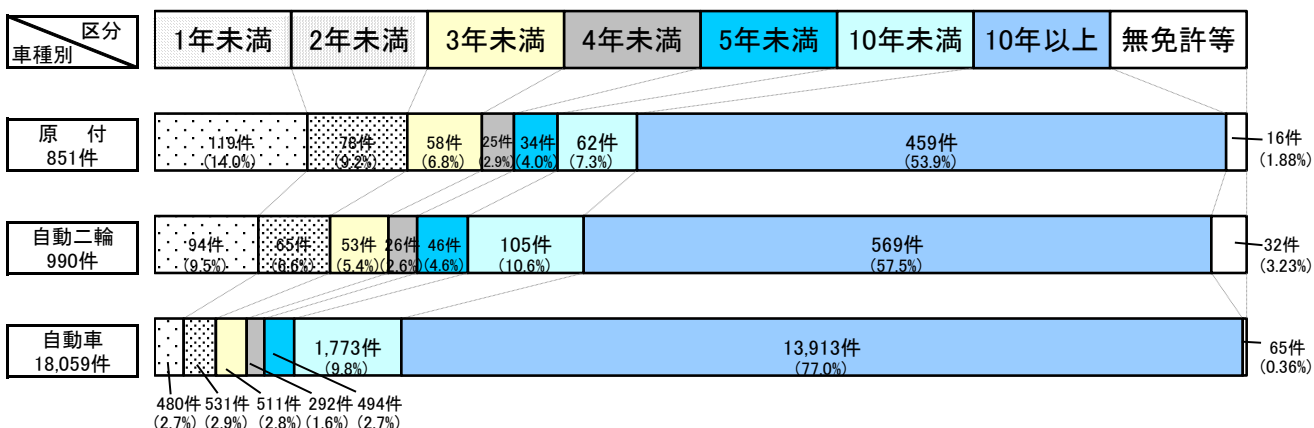 区分
車種別
1年未満 2年未満 3年未満 4年未満 5年未満 10年未満 10年以上 無免許等
原 付
851件
119件 78件 58件 25件 34件 62件 459件 16件
(14.0%) (9.2%) (6.8%) (2.9%) (4.0%) (7.3%) (53.9%) (1.88%)
自動二輪
990件
94件 65件 53件 26件 46件 105件 569件 32件
(9.5%) (6.6%) (5.4%) (2.6%) (4.6%) (10.6%) (57.5%) (3.23%)
自動車
18,059件
1,773件 13,913件 65件
(9.8%) (77.0%) (0.36%)
480件 531件 511件 292件 494件
(2.7%) (2.9%) (2.8%) (1.6%) (2.7%)